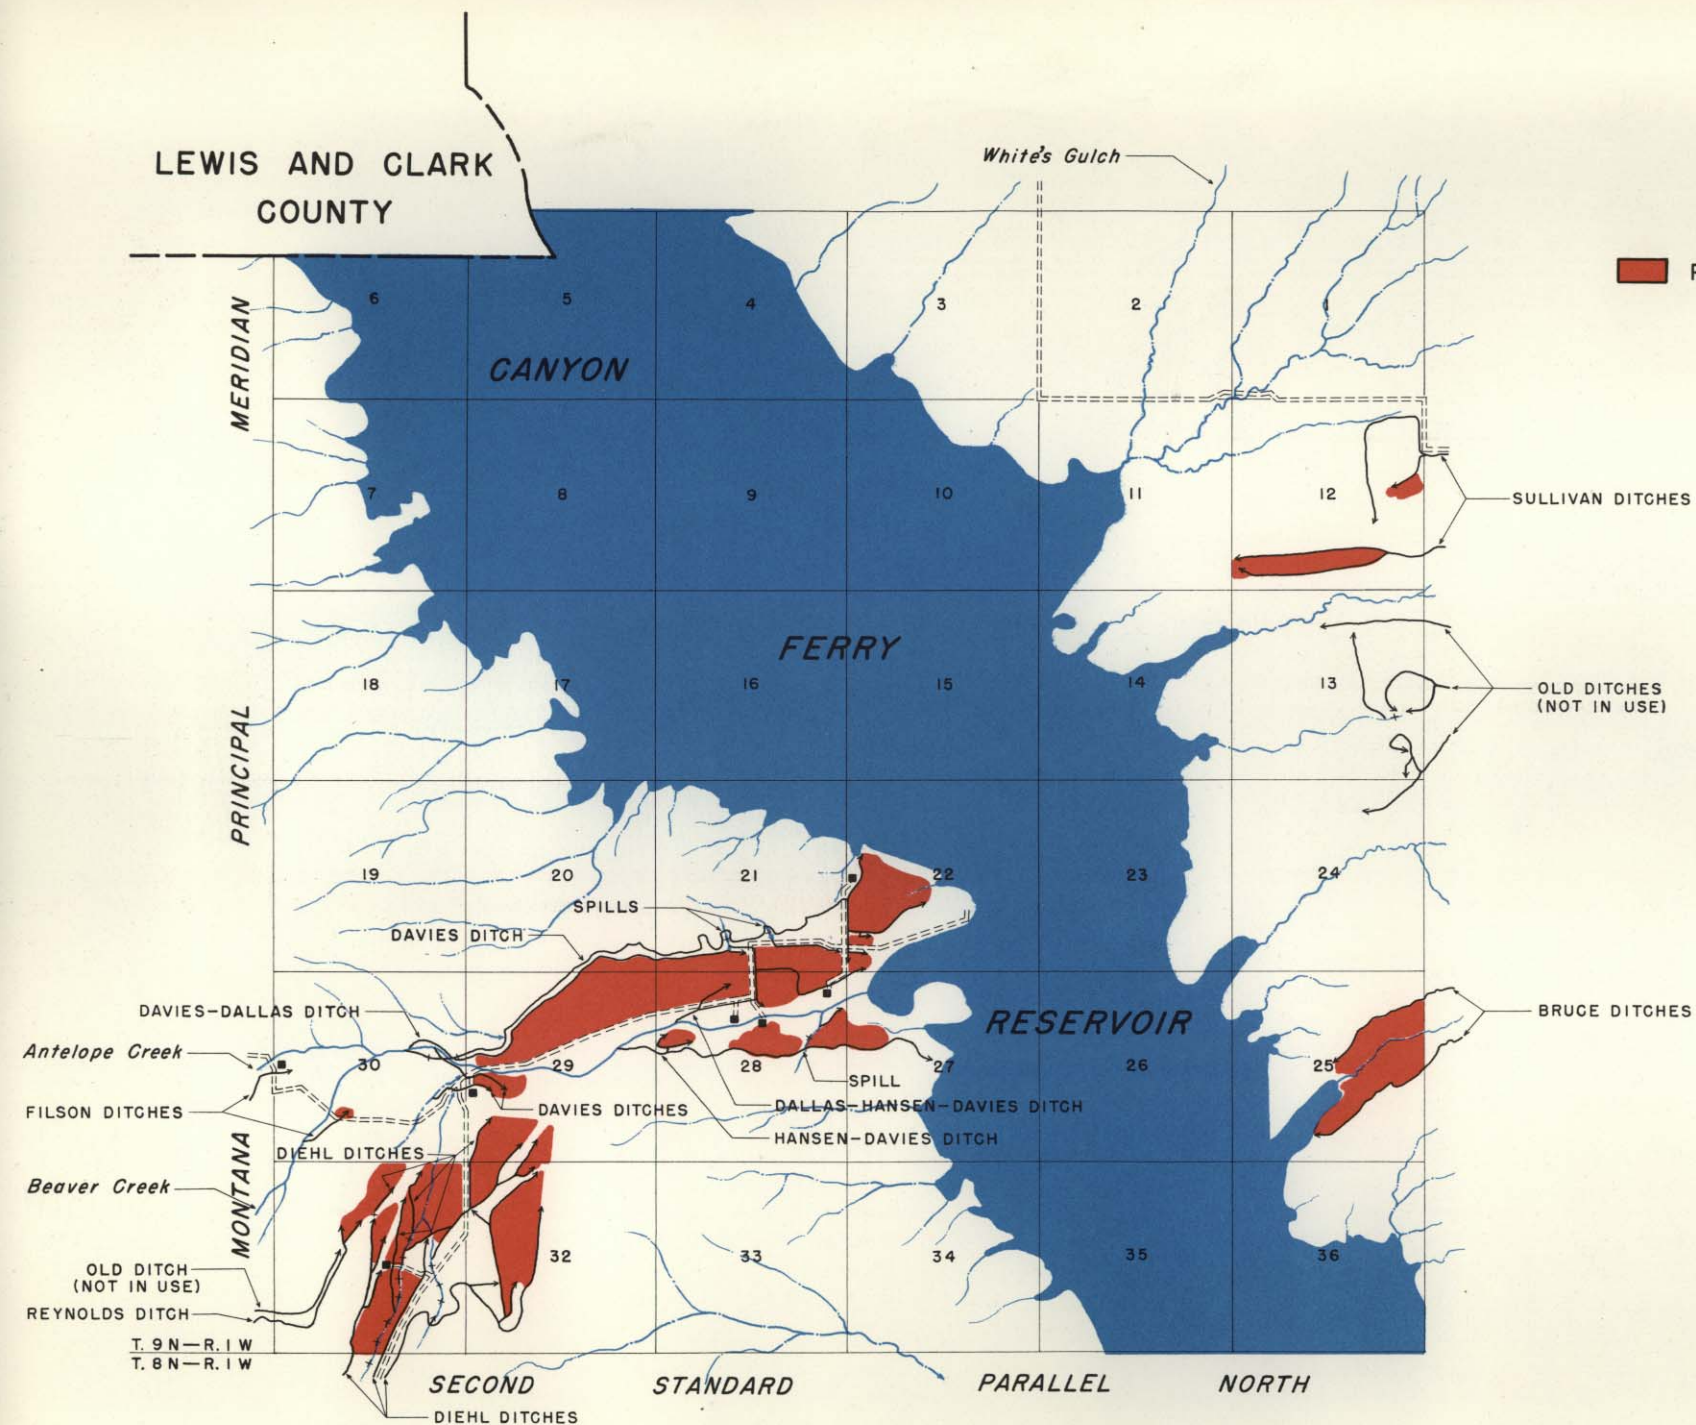 LEWIS AND CLARK
COUNTY
White's Gulch
MERIDIAN
6
5
4
3
2
1
CANYON
7
8
9
10
11
12
SULLIVAN DITCHES
FERRY
18
17
16
15
14
13
OLD DITCHES
(NOT IN USE)
PRINCIPAL
19
20
21
22
23
24
SPILLS
DAVIES DITCH
DAVIES-DALLAS DITCH
RESERVOIR
BRUCE DITCHES
Antelope Creek
30
29
28
27
26
25
SPILL
FILSON DITCHES
DAVIES DITCHES
DALLAS-HANSEN-DAVIES DITCH
HANSEN-DAVIES DITCH
DIEHL DITCHES
Beaver Creek
MONTANA
32
33
34
35
36
OLD DITCH
(NOT IN USE)
REYNOLDS DITCH
T. 9 N—R. 1 W
T. 8 N—R. 1 W
SECOND STANDARD PARALLEL NORTH
DIEHL DITCHES